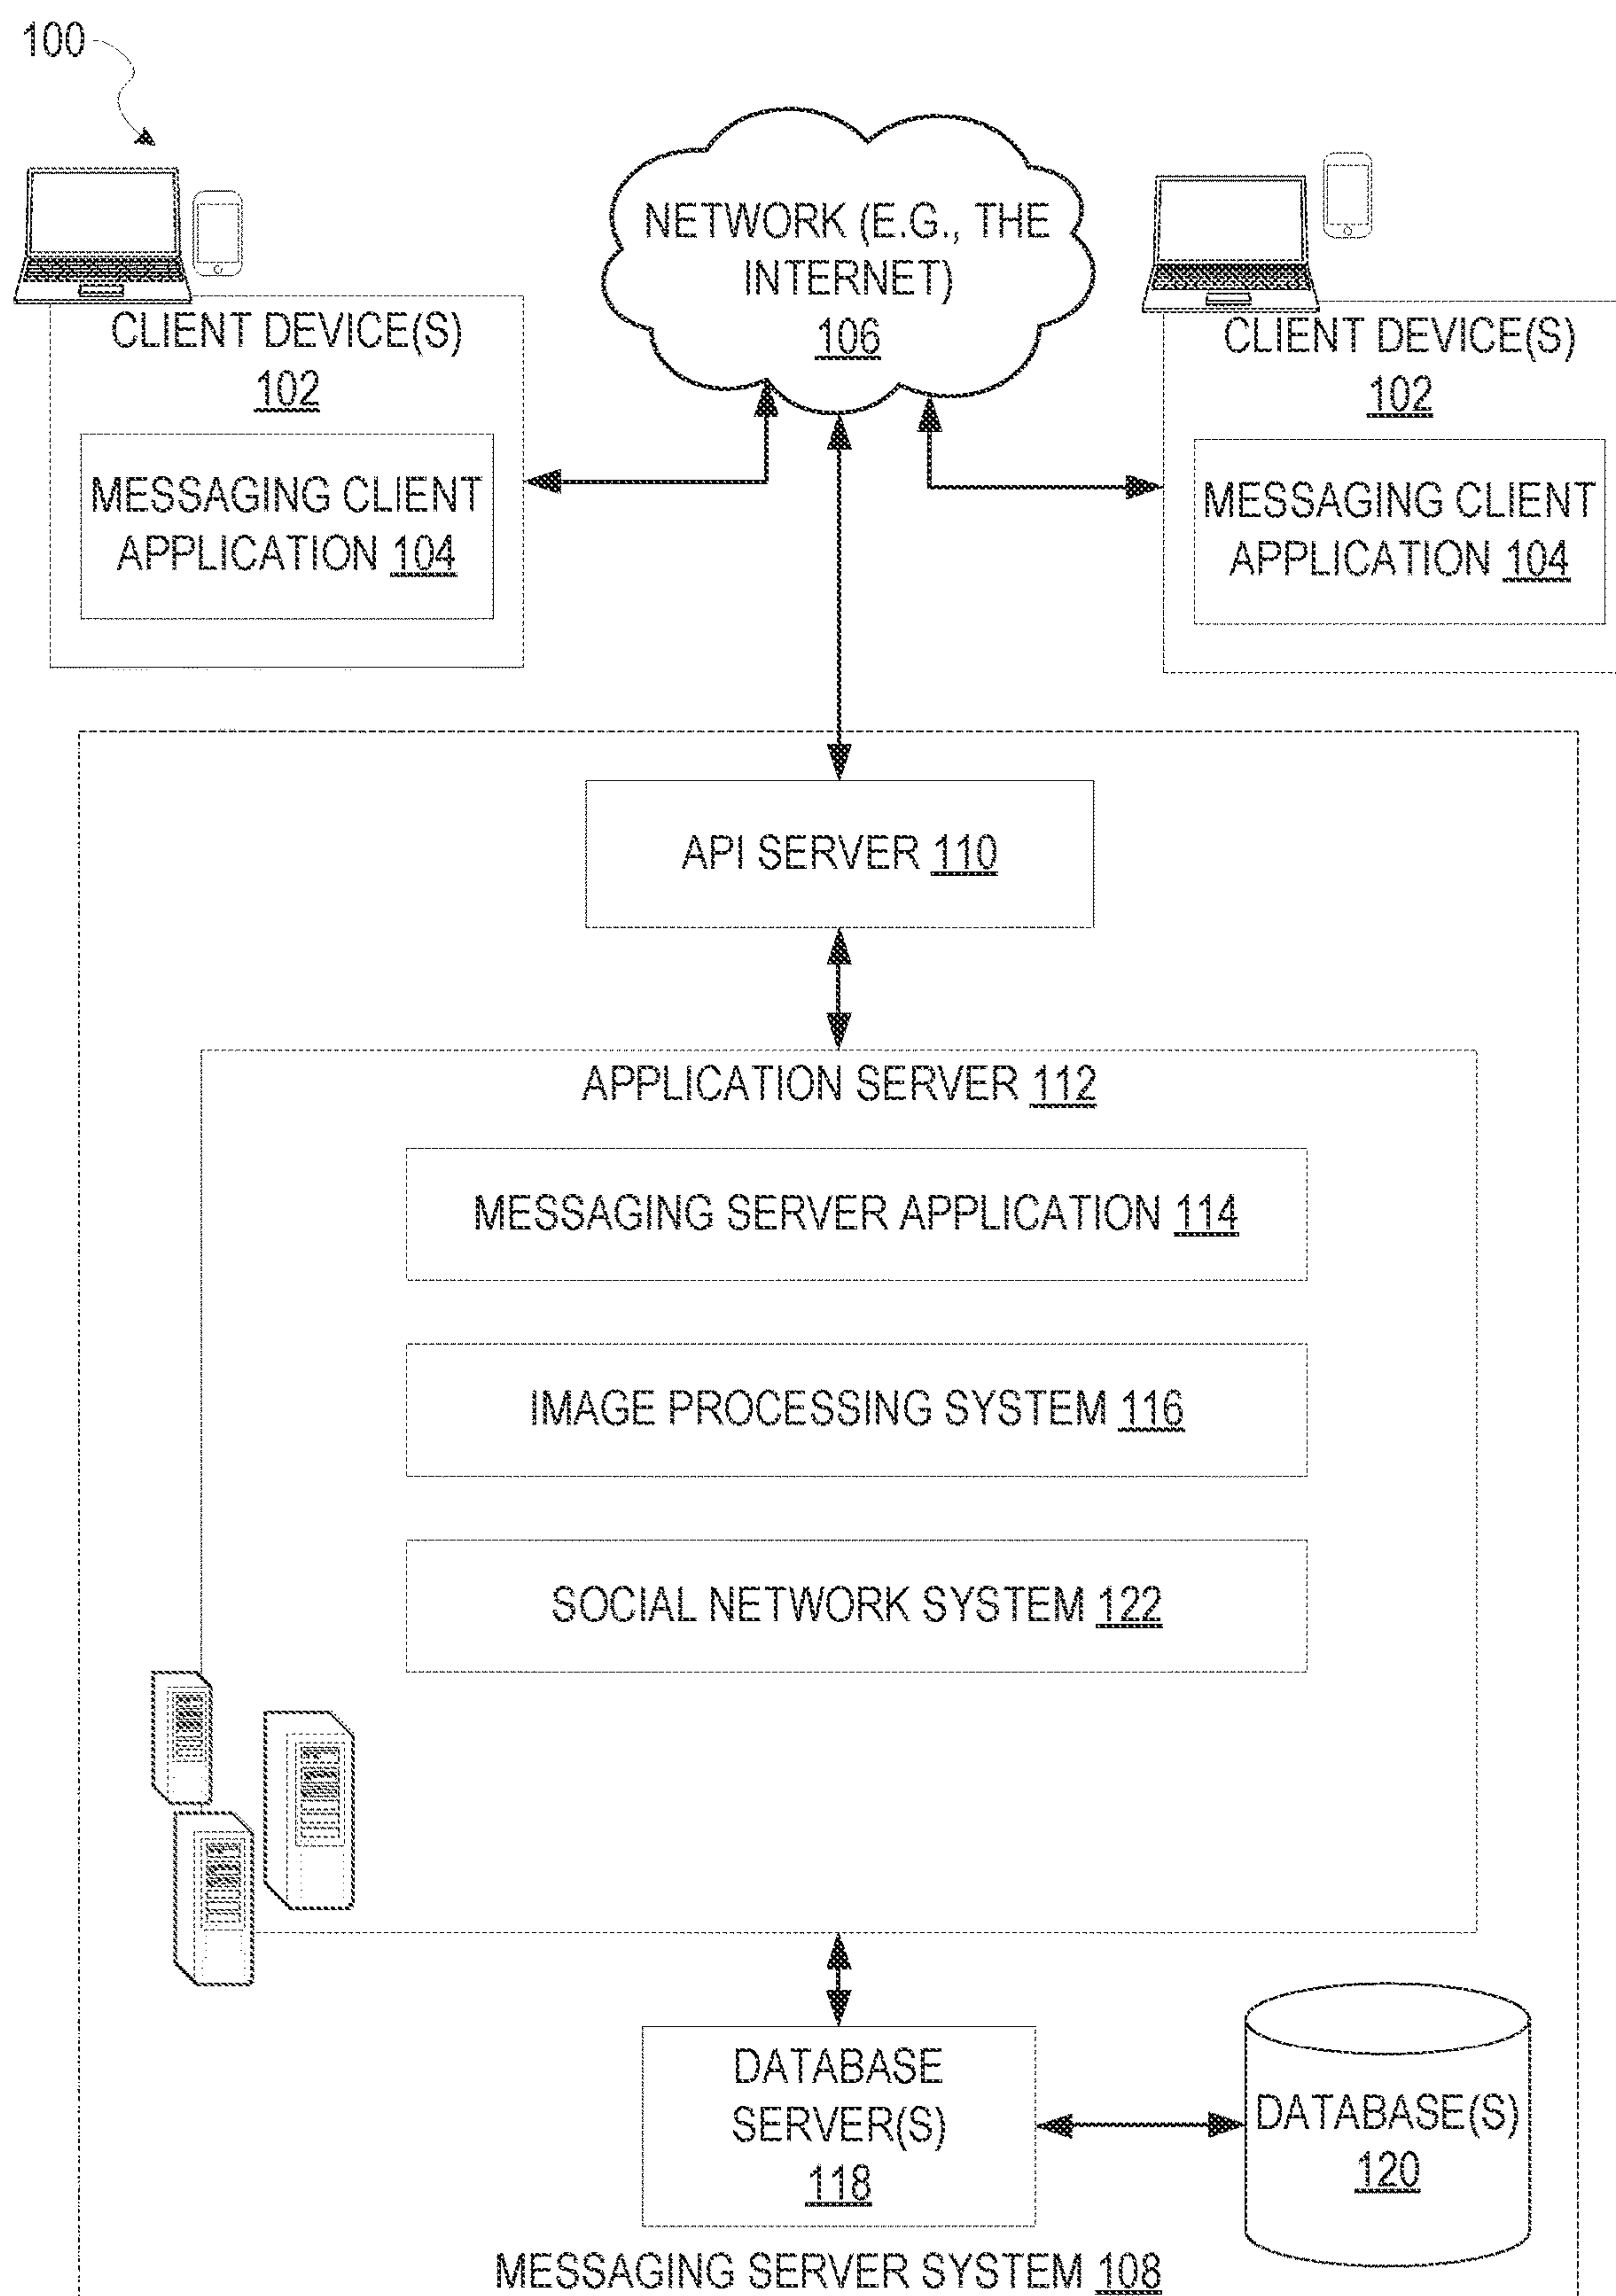 100
NETWORK (E.G., THE
INTERNET)
106
CLIENT DEVICE(S)
102
MESSAGING CLIENT
APPLICATION 104
CLIENT DEVICE(S)
102
MESSAGING CLIENT
APPLICATION 104
API SERVER 110
APPLICATION SERVER 112
MESSAGING SERVER APPLICATION 114
IMAGE PROCESSING SYSTEM 116
SOCIAL NETWORK SYSTEM 122
DATABASE
SERVER(S)
118
DATABASE(S)
120
MESSAGING SERVER SYSTEM 108